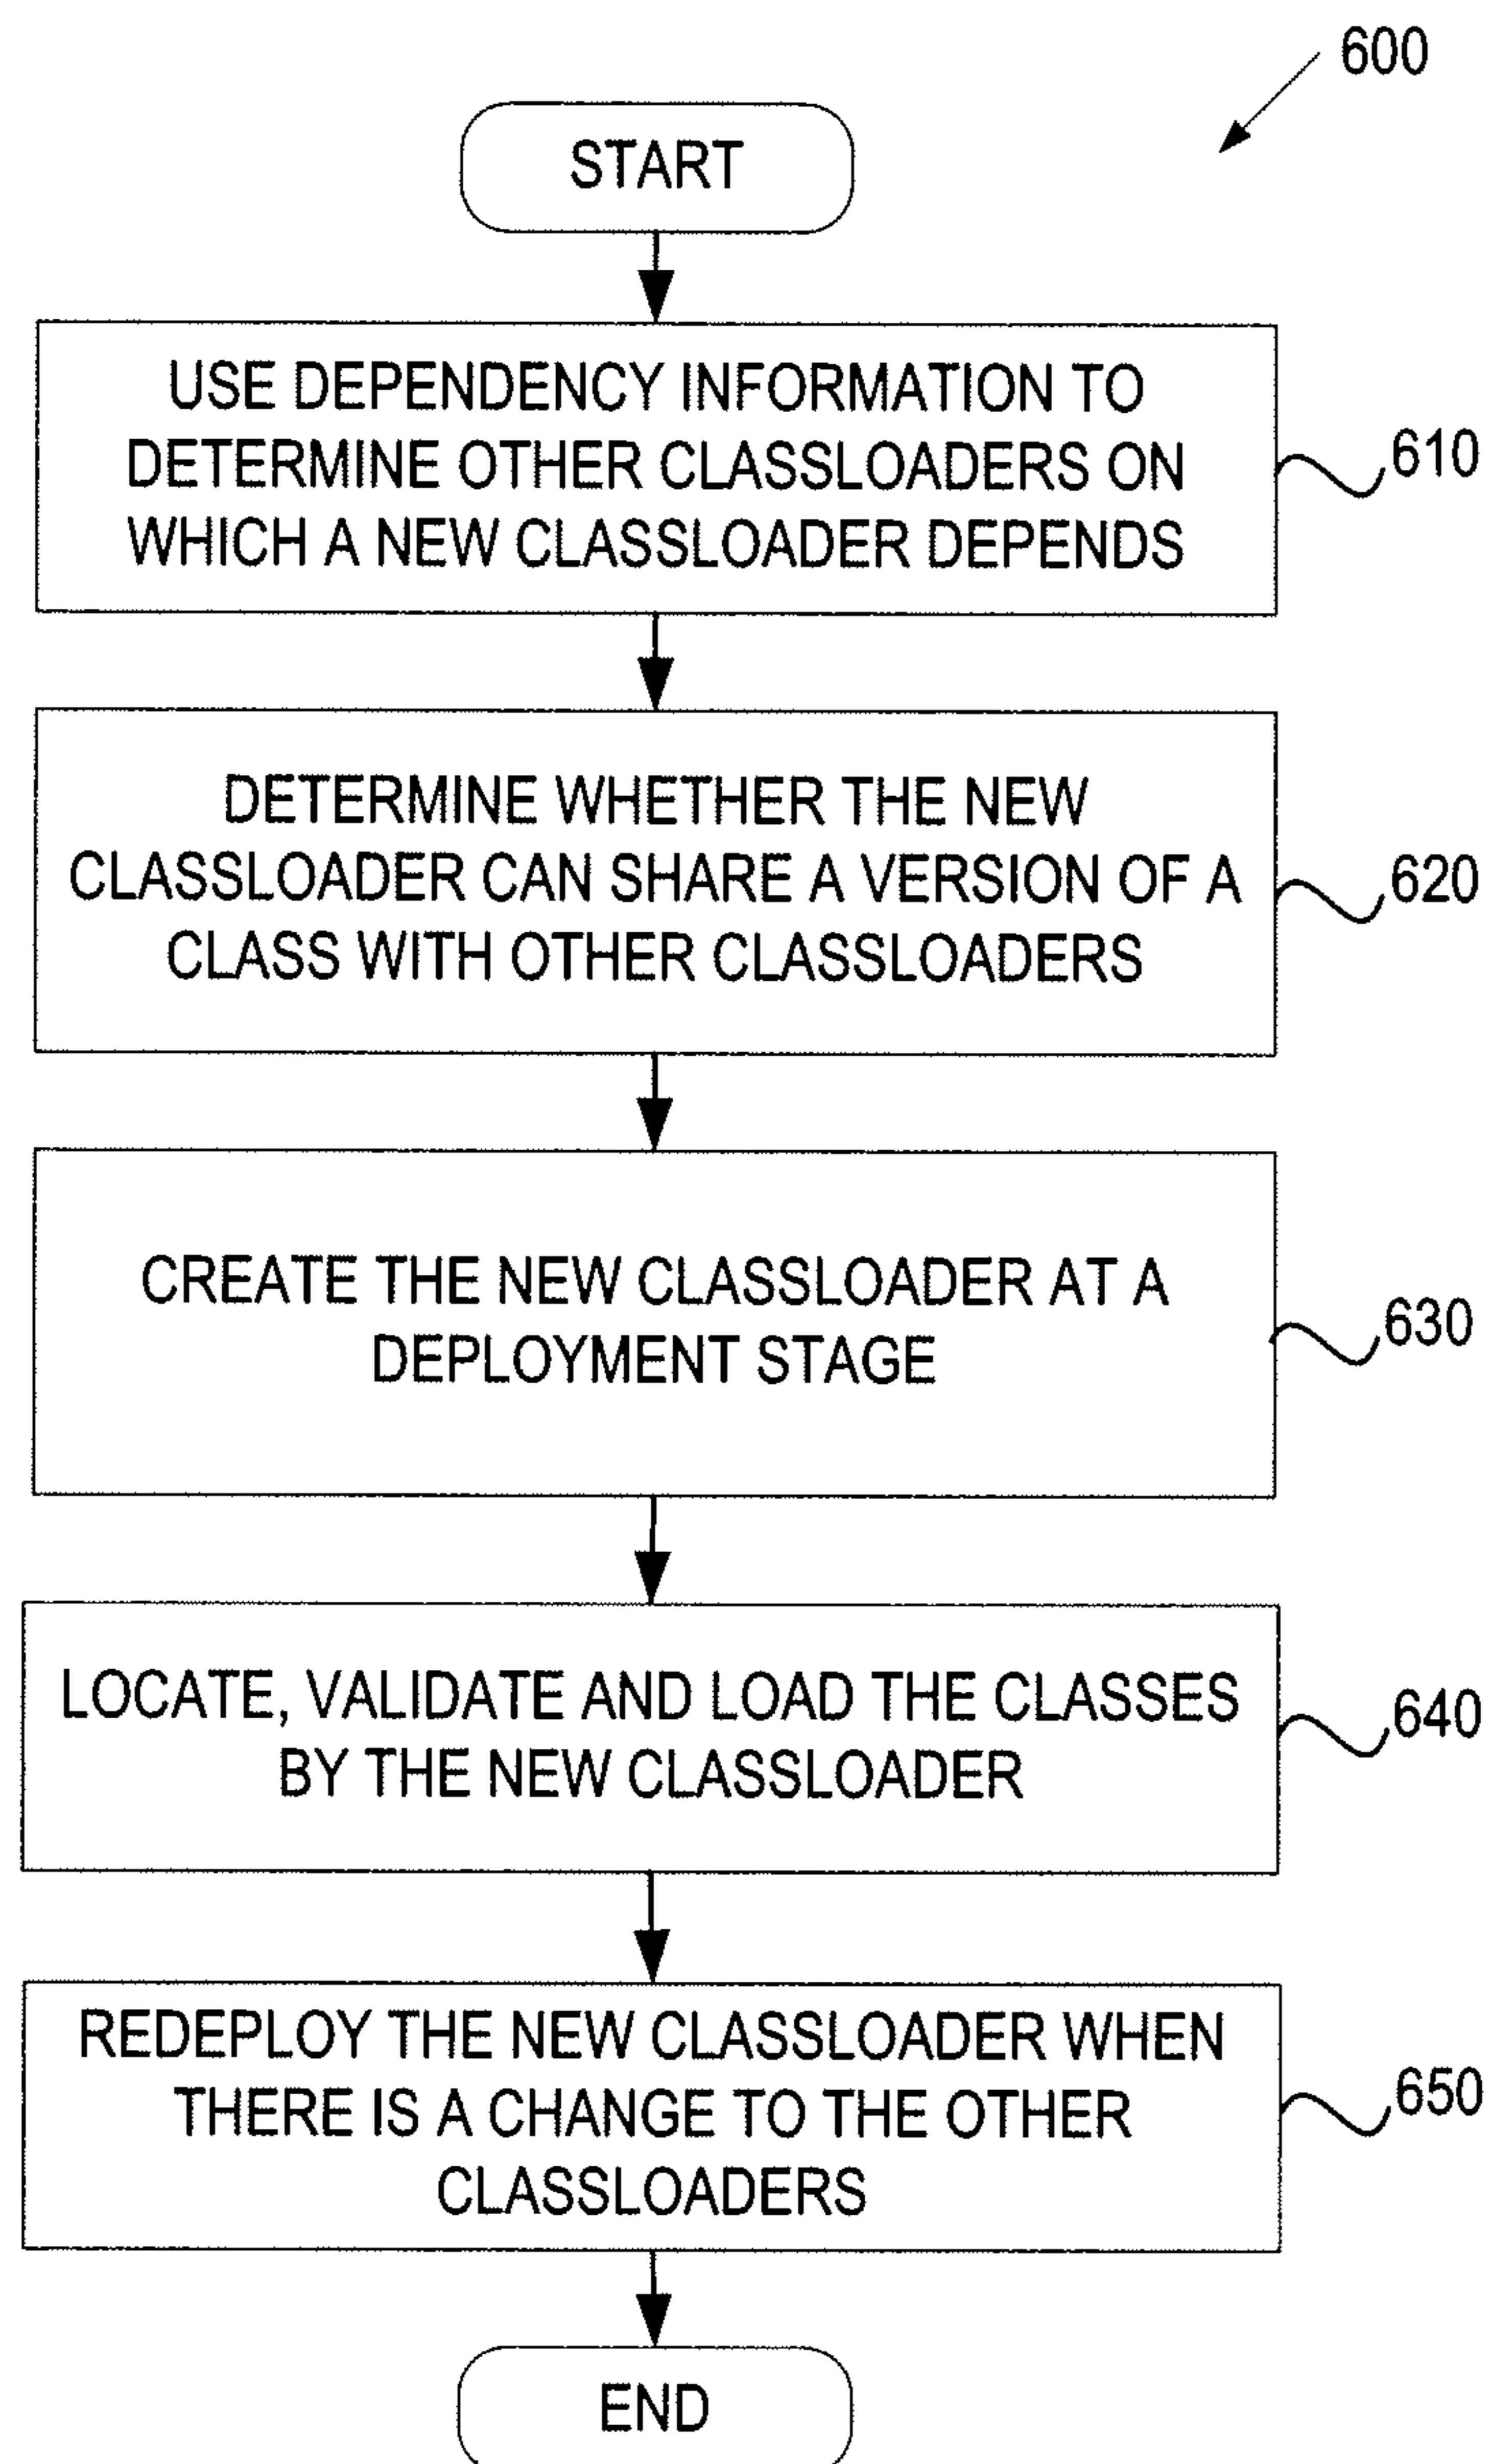 600
START
USE DEPENDENCY INFORMATION TO
DETERMINE OTHER CLASSLOADERS ON
WHICH A NEW CLASSLOADER DEPENDS
610
DETERMINE WHETHER THE NEW
CLASSLOADER CAN SHARE A VERSION OF A
CLASS WITH OTHER CLASSLOADERS
620
CREATE THE NEW CLASSLOADER AT A
DEPLOYMENT STAGE
630
LOCATE, VALIDATE AND LOAD THE CLASSES
BY THE NEW CLASSLOADER
640
REDEPLOY THE NEW CLASSLOADER WHEN
THERE IS A CHANGE TO THE OTHER
CLASSLOADERS
650
END